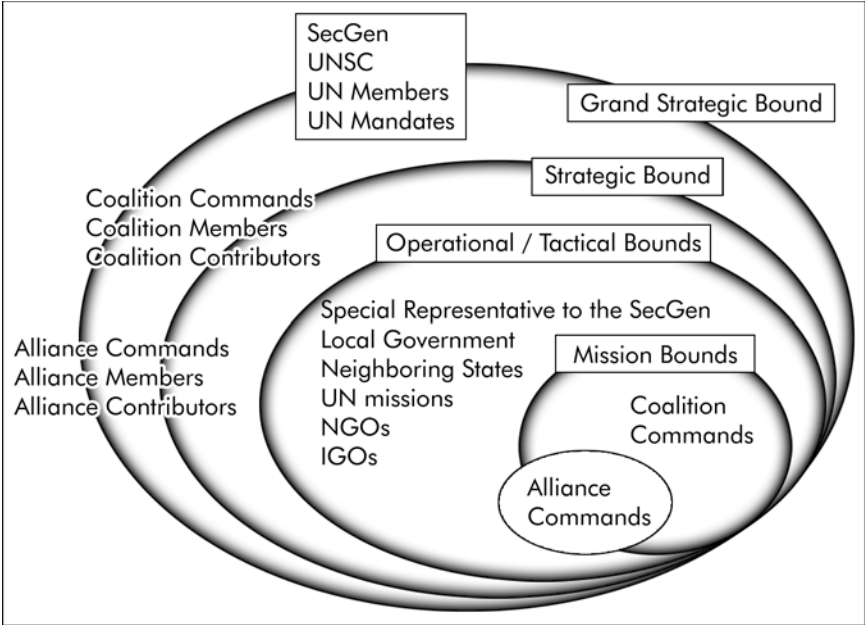 SecGen
UNSC
UN Members
UN Mandates
Grand Strategic Bound
Strategic Bound
Coalition Commands
Coalition Members
Coalition Contributors
Operational / Tactical Bounds
Special Representative to the SecGen
Local Government
Neighboring States
UN missions
NGOs
IGOs
Alliance Commands
Alliance Members
Alliance Contributors
Mission Bounds
Coalition
Commands
Alliance
Commands